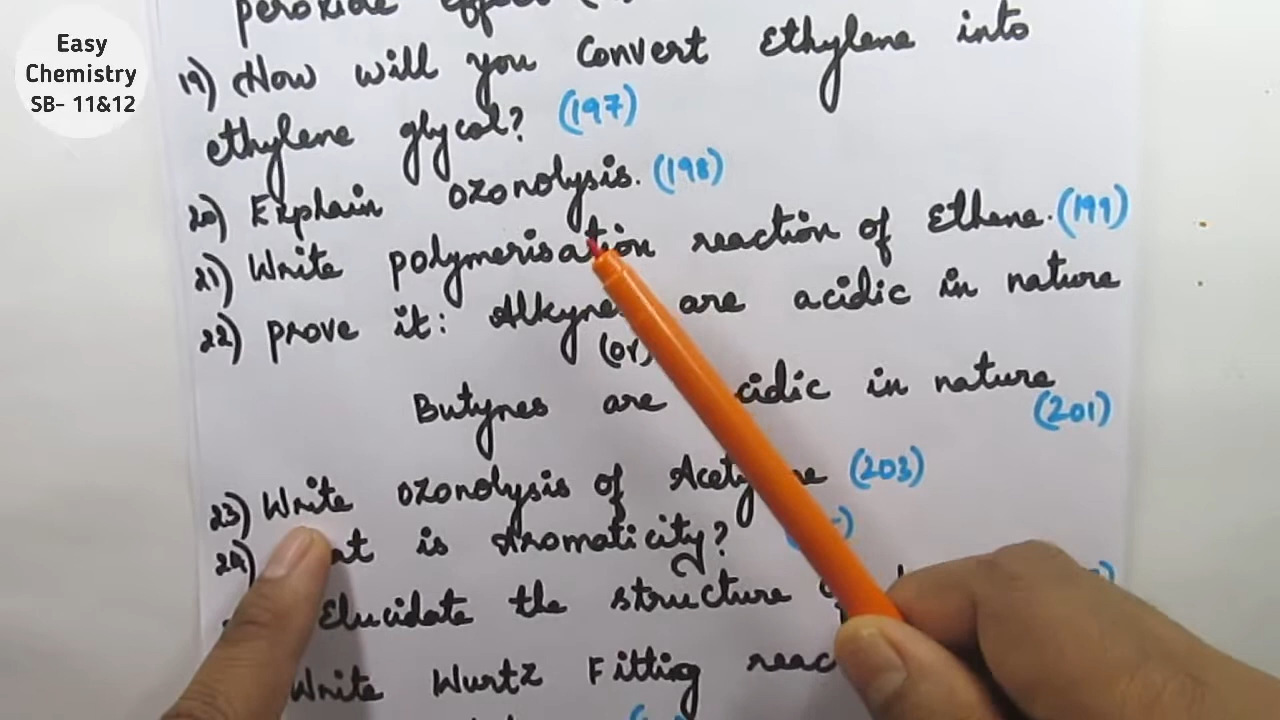 Easy
Chemistry
SB- 11&12
peroxide effect
19) How will you convert Ethylene into
ethylene glycol? (197)
20) Explain ozonolysis. (198)
21) Write polymerisation reaction of Ethene. (199)
22) prove it: Alkynes are acidic in nature
(or)
Butynes are acidic in nature
(201)
23) Write ozonolysis of Acetylene (203)
24) is Aromaticity?
Elucidate the structure
Write Wurtz Fitting